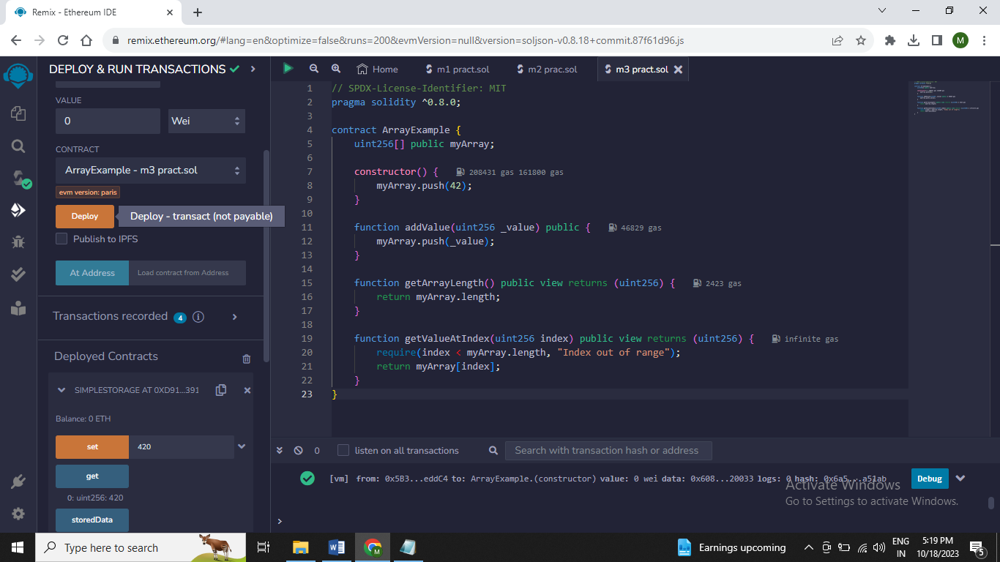 Remix - Ethereum IDE
remix.ethereum.org/#lang=en&optimize=false&runs=200&evmVersion=null&version=soljson-v0.8.18+commit.87f61d96.js
M
DEPLOY & RUN TRANSACTIONS
VALUE
0
Wei
CONTRACT
ArrayExample - m3 pract.sol
evm version: paris
Deploy
Deploy - transact (not payable)
Publish to IPFS
At Address
Load contract from Address
Transactions recorded 4 i
Deployed Contracts
SIMPLESTORAGE AT 0XD91...391
Balance: 0 ETH
set
420
get
0: uint256: 420
storedData
Home
m1 pract.sol
m2 prac.sol
m3 pract.sol
1 // SPDX-License-Identifier: MIT
2 pragma solidity ^0.8.0;
3
4 contract ArrayExample {
5 uint256[] public myArray;
6
7 constructor() { 208431 gas 161800 gas
8 myArray.push(42);
9 }
10
11 function addValue(uint256 _value) public { 46829 gas
12 myArray.push(_value);
13 }
14
15 function getArrayLength() public view returns (uint256) { 2423 gas
16 return myArray.length;
17 }
18
19 function getValueAtIndex(uint256 index) public view returns (uint256) { infinite gas
20 require(index < myArray.length, "Index out of range");
21 return myArray[index];
22 }
23 }
0
listen on all transactions
Search with transaction hash or address
[vm] from: 0x5B3...eddC4 to: ArrayExample.(constructor) value: 0 wei data: 0x608...20033 logs: 0 hash: 0x6a5...a51ab
Debug
Activate Windows
Go to Settings to activate Windows.
>
Type here to search
Earnings upcoming
ENG
IN
5:19 PM
10/18/2023
5